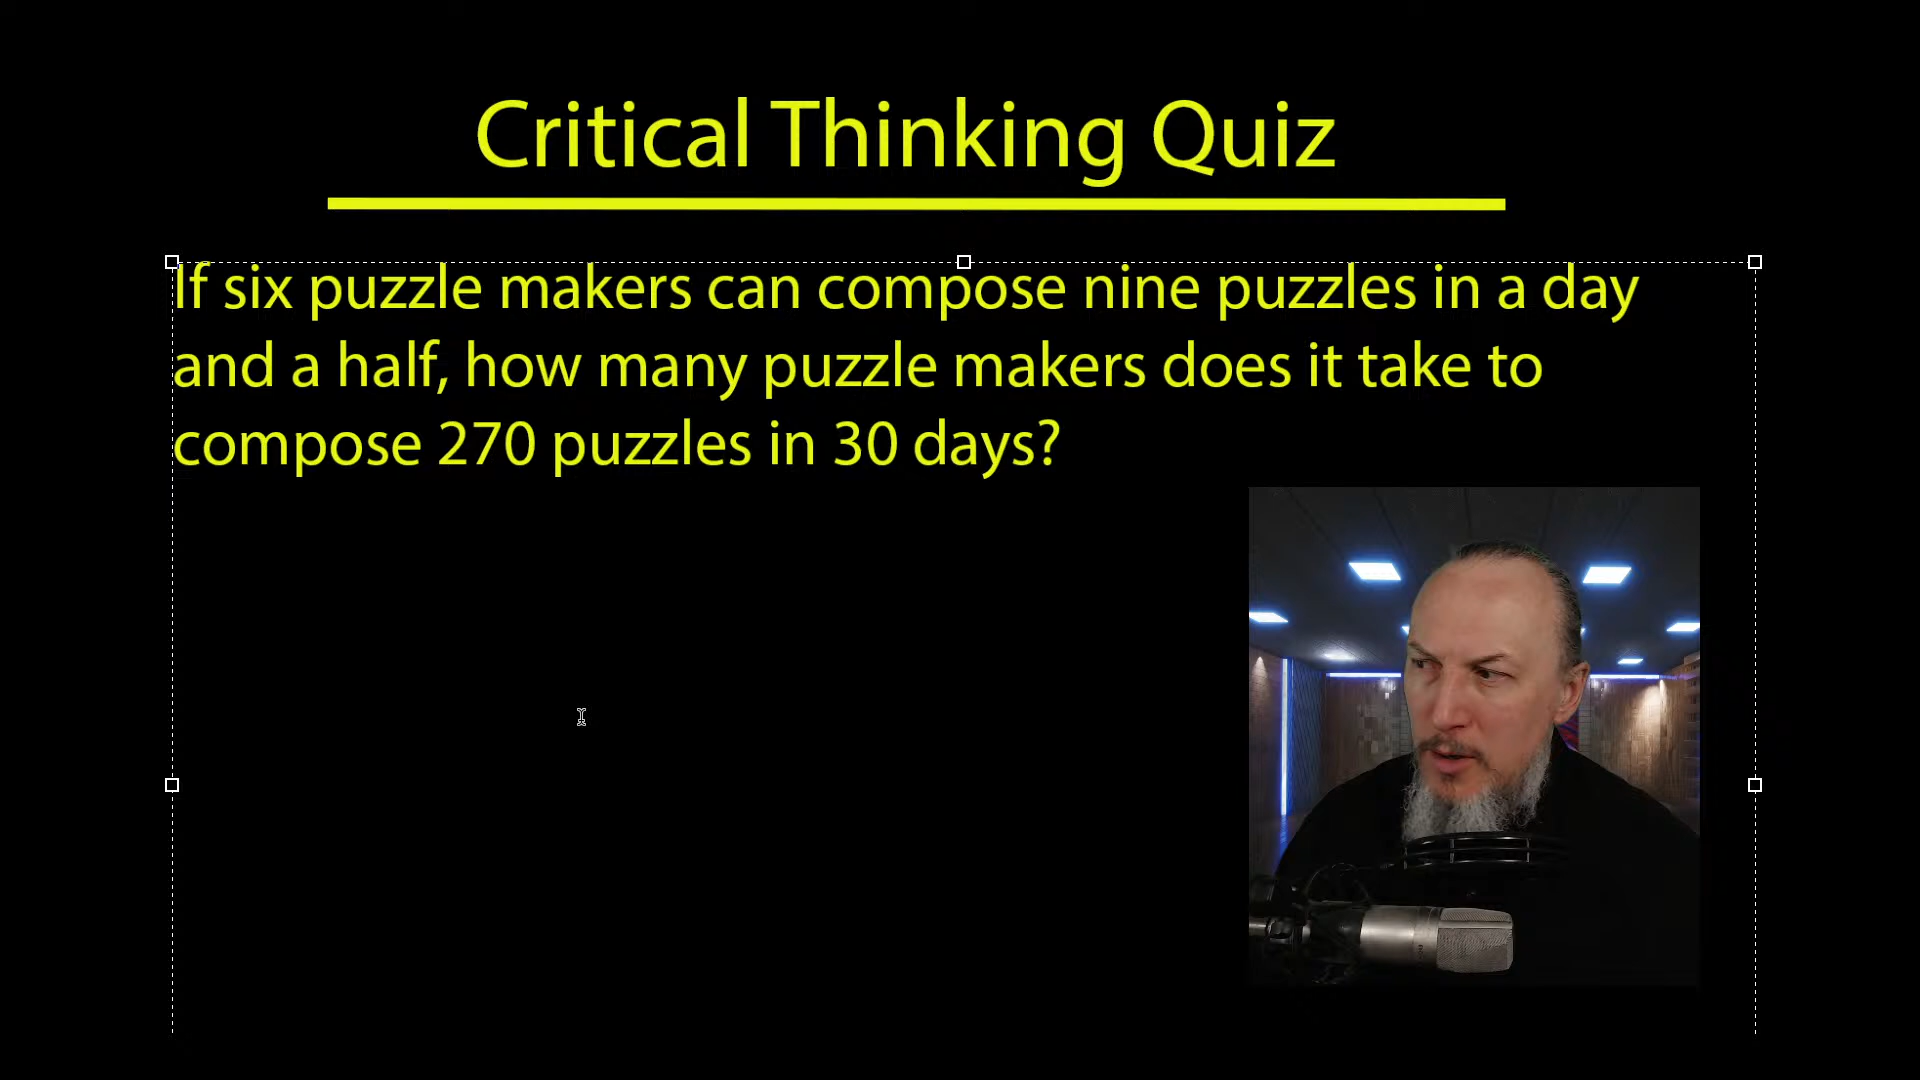 Critical Thinking Quiz
If six puzzle makers can compose nine puzzles in a day
and a half, how many puzzle makers does it take to
compose 270 puzzles in 30 days?